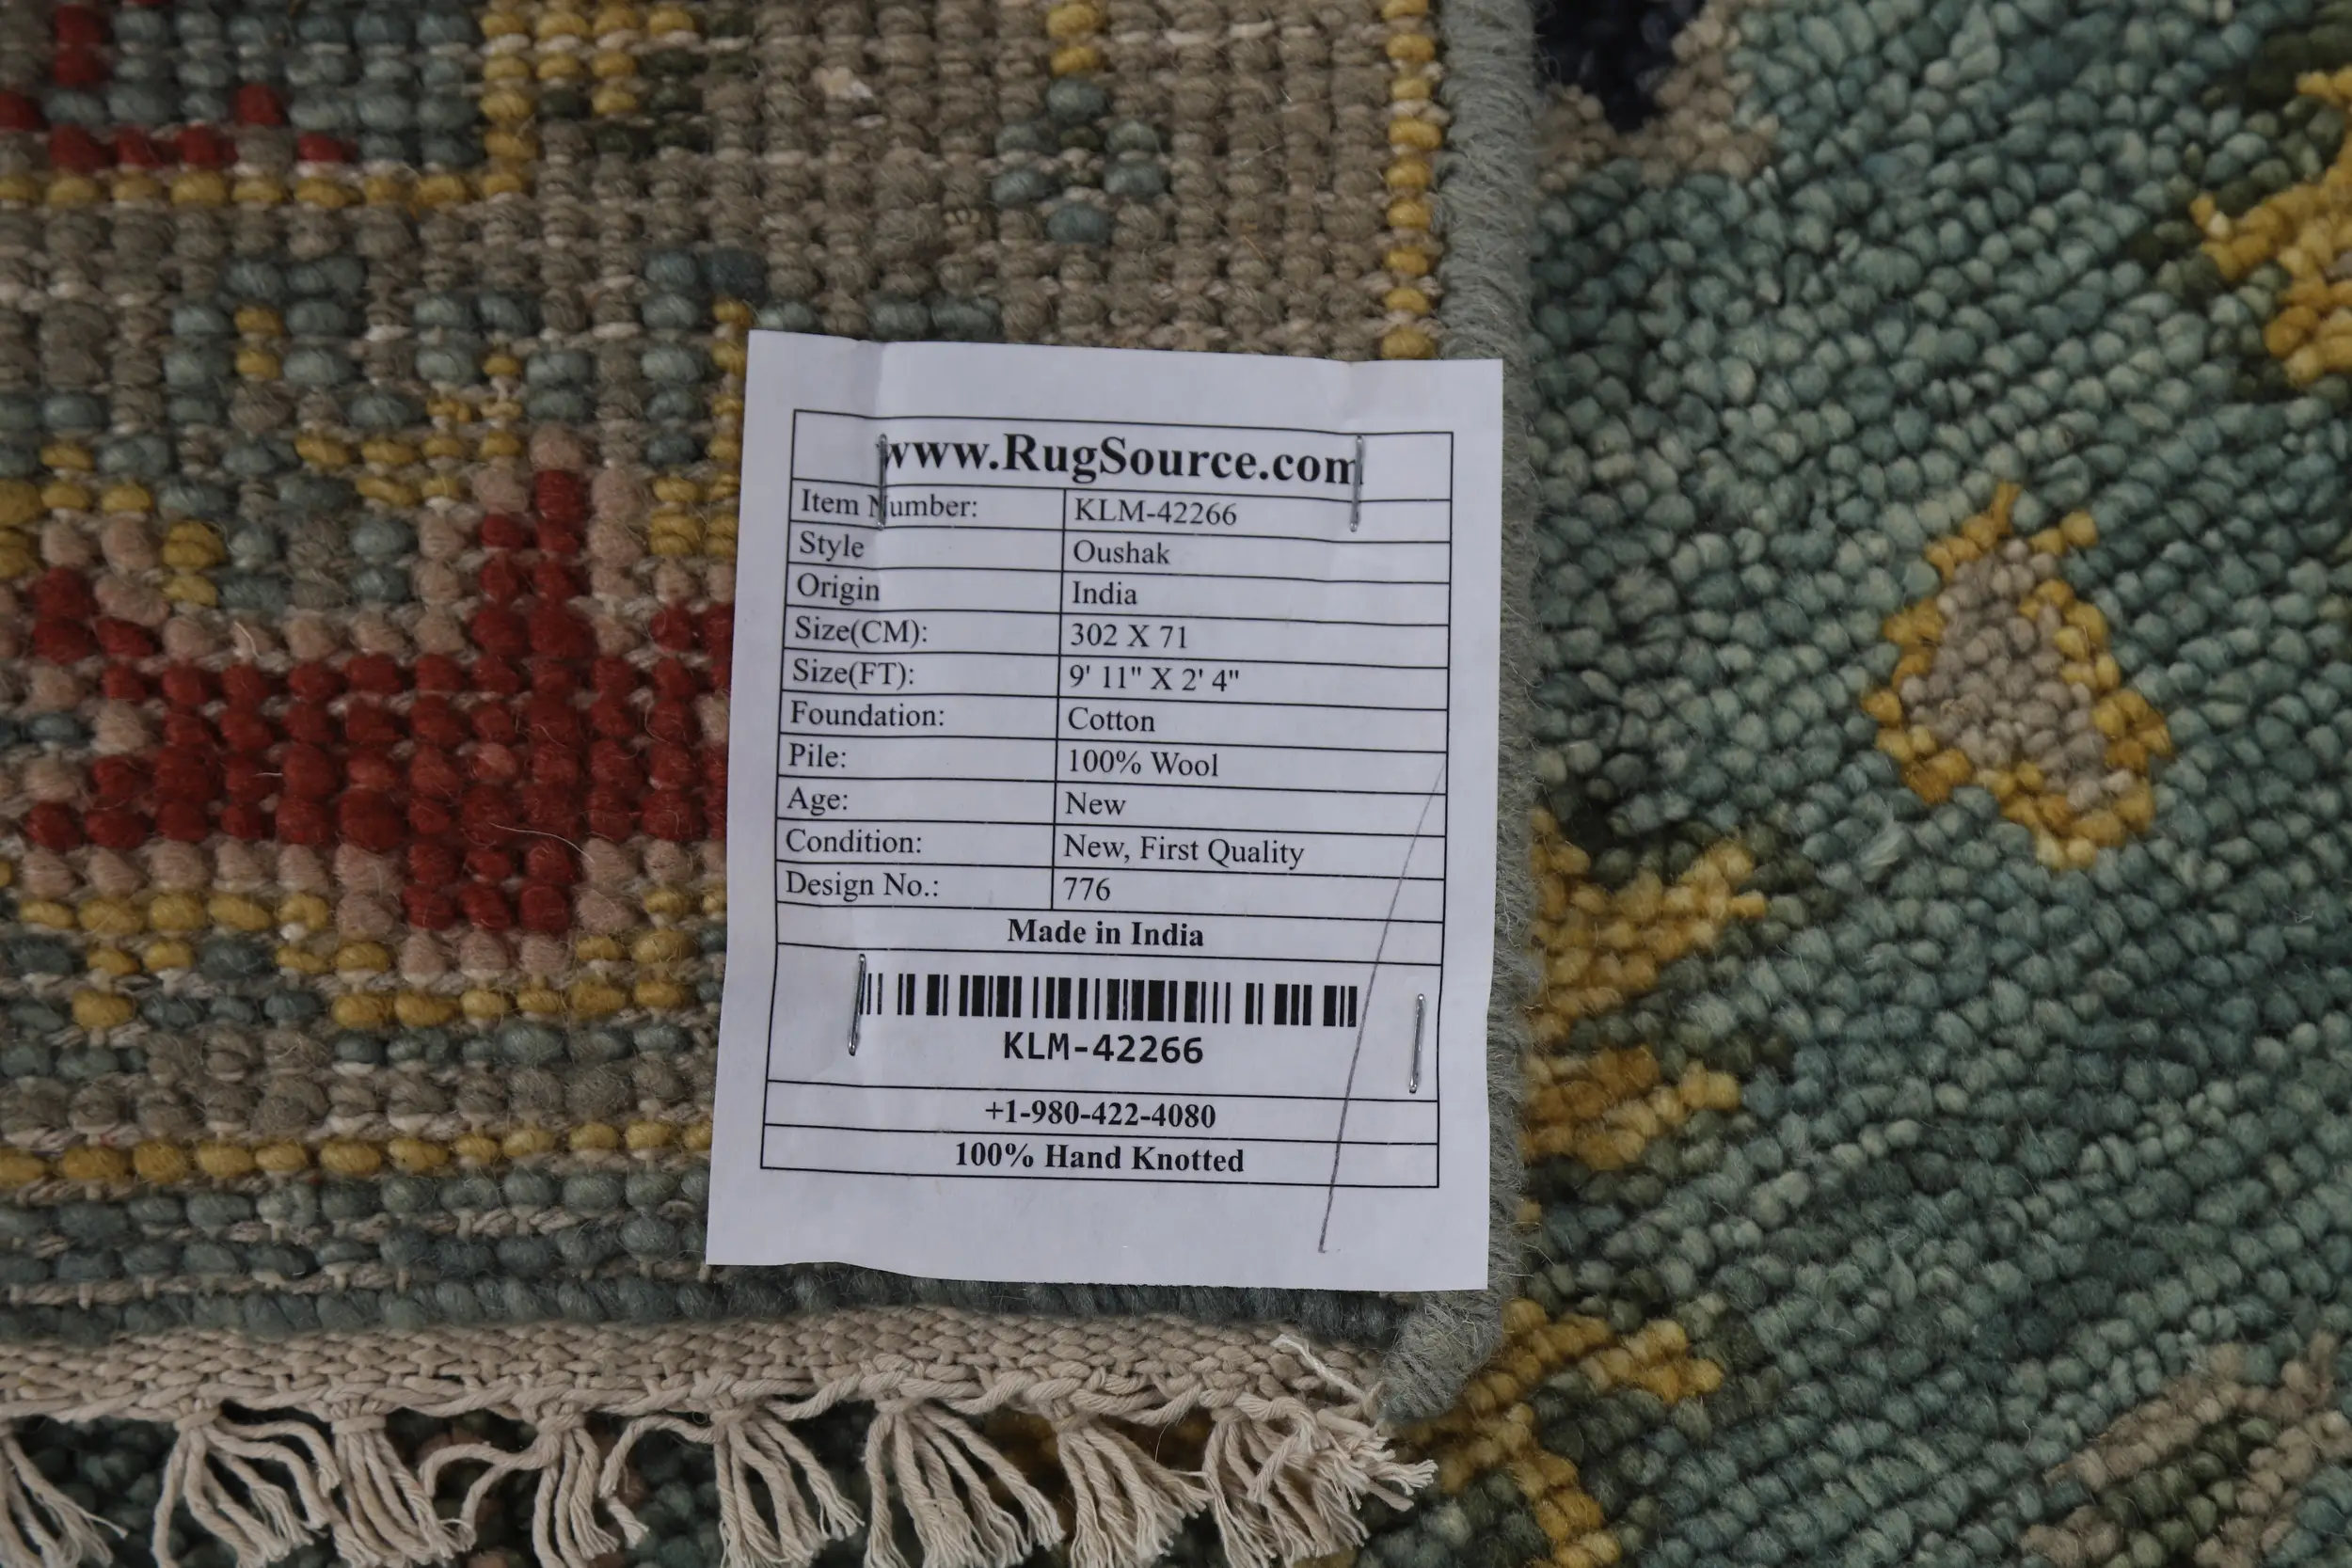 www.RugSource.com
Item Number: KLM-42266
Style Oushak
Origin India
Size(CM): 302 X 71
Size(FT): 9' 11" X 2' 4"
Foundation: Cotton
Pile: 100% Wool
Age: New
Condition: New, First Quality
Design No.: 776
Made in India
KLM-42266
+1-980-422-4080
100% Hand Knotted